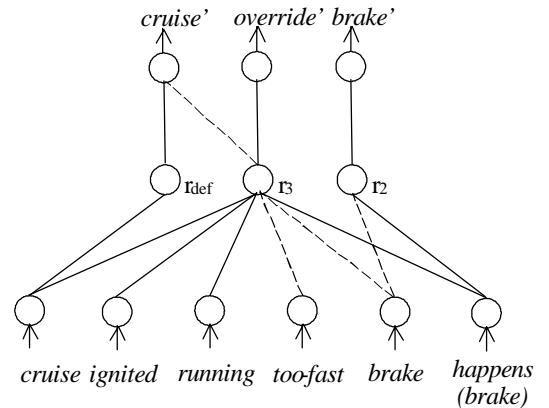 cruise’ override’ brake’
r_def r_3 r_2
cruise ignited running too-fast brake happens
(brake)